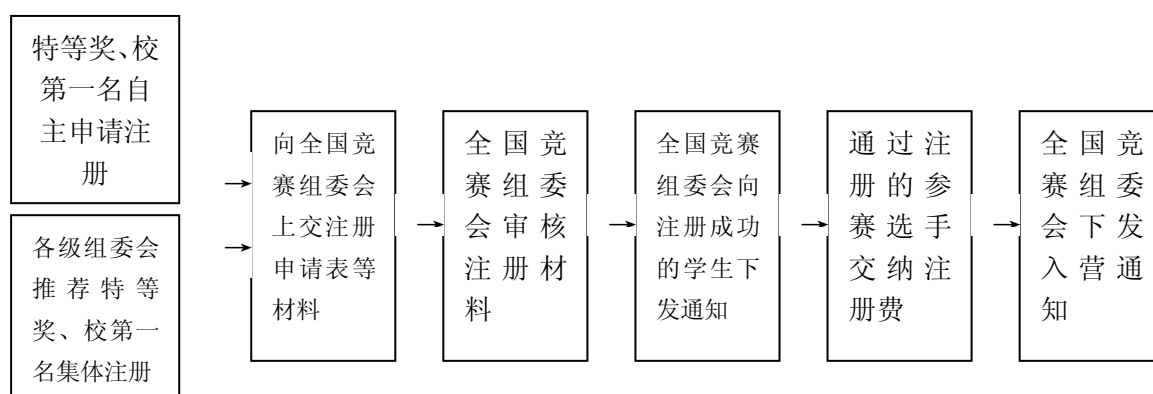 特等奖、校
第一名自
主申请注
册
各级组委会
推荐特等
奖、校第一
名集体注册
向全国竞
赛组委会
上交注册
申请表等
材料
全国竞
赛组委
会审核
注册材
料
全国竞赛
组委会向
注册成功
的学生下
发通知
通过注
册的参
赛选手
交纳注
册费
全国竞
赛组委
会下发
入营通
知